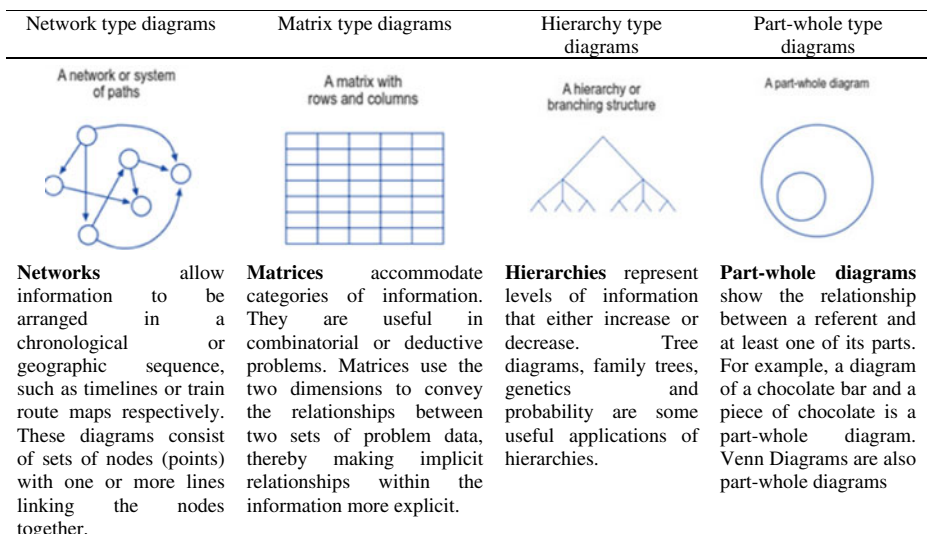 Network type diagrams
Matrix type diagrams
Hierarchy type
diagrams
Part-whole type
diagrams
A network or system
of paths
A matrix with
rows and columns
A hierarchy or
branching structure
A part-whole diagram
Networks allow
information to be
arranged in a
chronological or
geographic sequence,
such as timelines or train
route maps respectively.
These diagrams consist
of sets of nodes (points)
with one or more lines
linking the nodes
together.
Matrices accommodate
categories of information.
They are useful in
combinatorial or deductive
problems. Matrices use the
two dimensions to convey
the relationships between
two sets of problem data,
thereby making implicit
relationships within the
information more explicit.
Hierarchies represent
levels of information
that either increase or
decrease. Tree
diagrams, family trees,
genetics and
probability are some
useful applications of
hierarchies.
Part-whole diagrams
show the relationship
between a referent and
at least one of its parts.
For example, a diagram
of a chocolate bar and a
piece of chocolate is a
part-whole diagram.
Venn Diagrams are also
part-whole diagrams